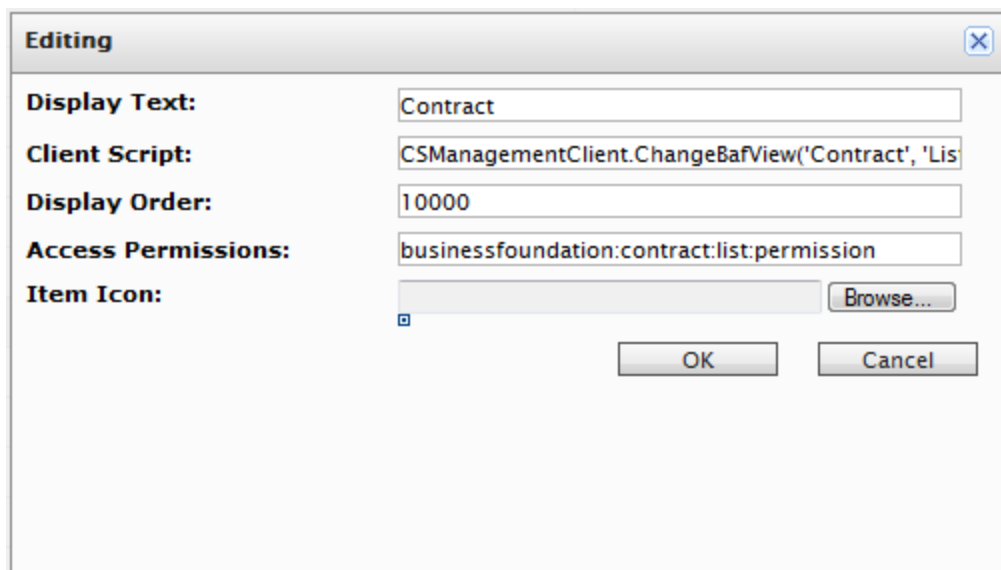 Editing
Display Text: Contract
Client Script: CSManagementClient.ChangeBafView('Contract', 'Lis
Display Order: 10000
Access Permissions: businessfoundation:contract:list:permission
Item Icon: Browse...
OK Cancel